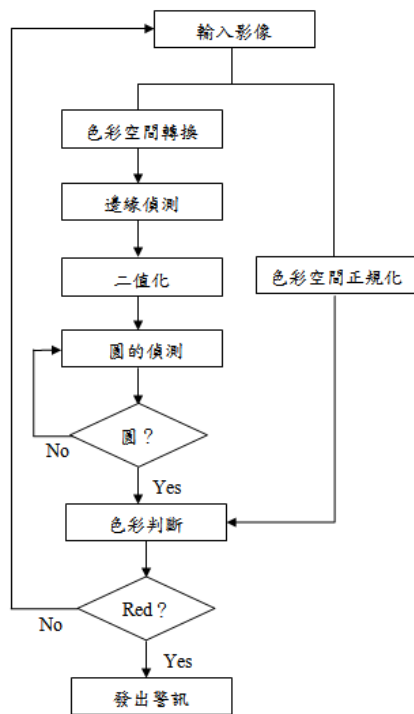 輸入影像
色彩空間轉換
邊緣偵測
二值化
色彩空間正規化
圓的偵測
圓？
No
Yes
色彩判斷
Red？
No
Yes
發出警訊